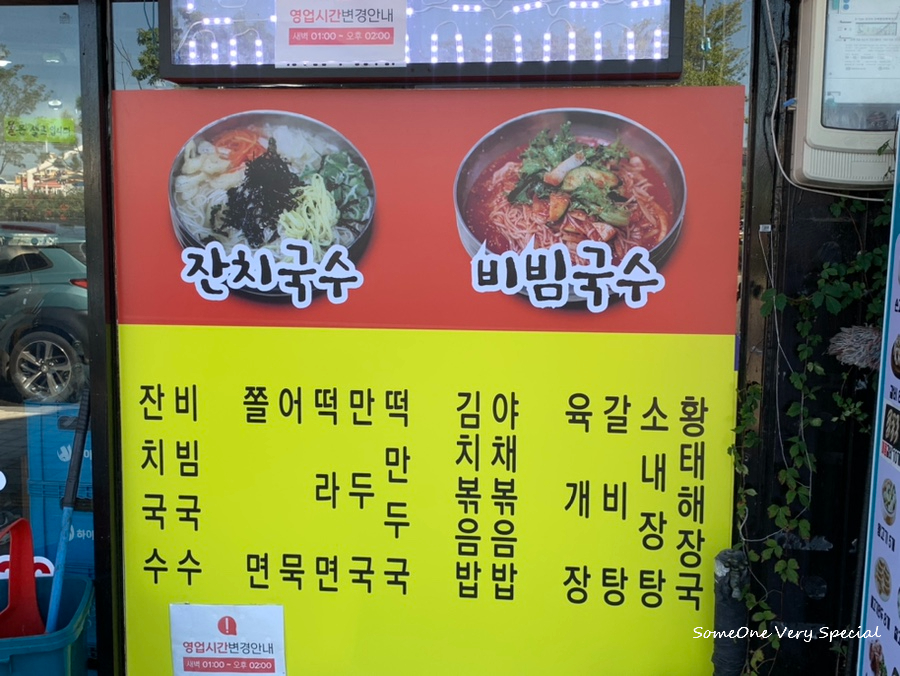 영업시간변경안내
새벽 01:00 ~ 오후 02:00
잔치국수
비빔국수
잔치국수
비빔국수
쫄면
어묵
떡라면
만두국
떡만두국
김치볶음밥
야채볶음밥
육개장
갈비탕
소내장탕
황태해장국
영업시간변경안내
새벽 01:00 ~ 오후 02:00
SomeOne Very Special